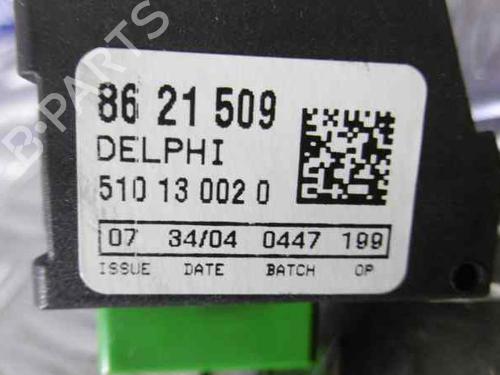 B-PARTS
86 21 509
DELPHI
510 13 002 0
07 34/04 0447 199
ISSUE DATE BATCH OP